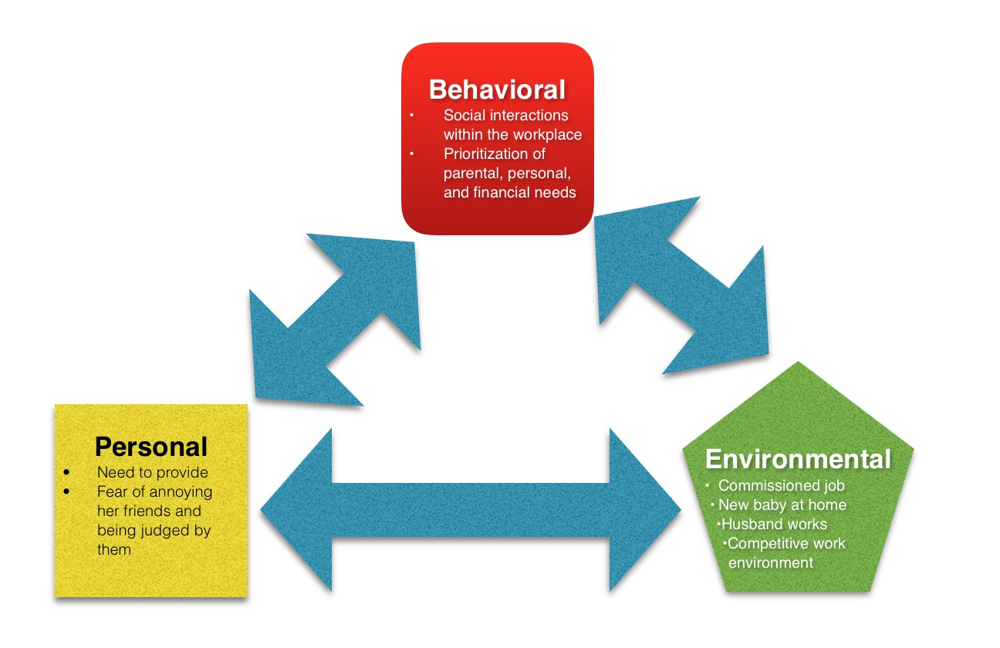 Behavioral
• Social interactions
within the workplace
• Prioritization of
parental, personal,
and financial needs
Personal
• Need to provide
• Fear of annoying
her friends and
being judged by
them
Environmental
• Commissioned job
• New baby at home
•Husband works
•Competitive work
environment